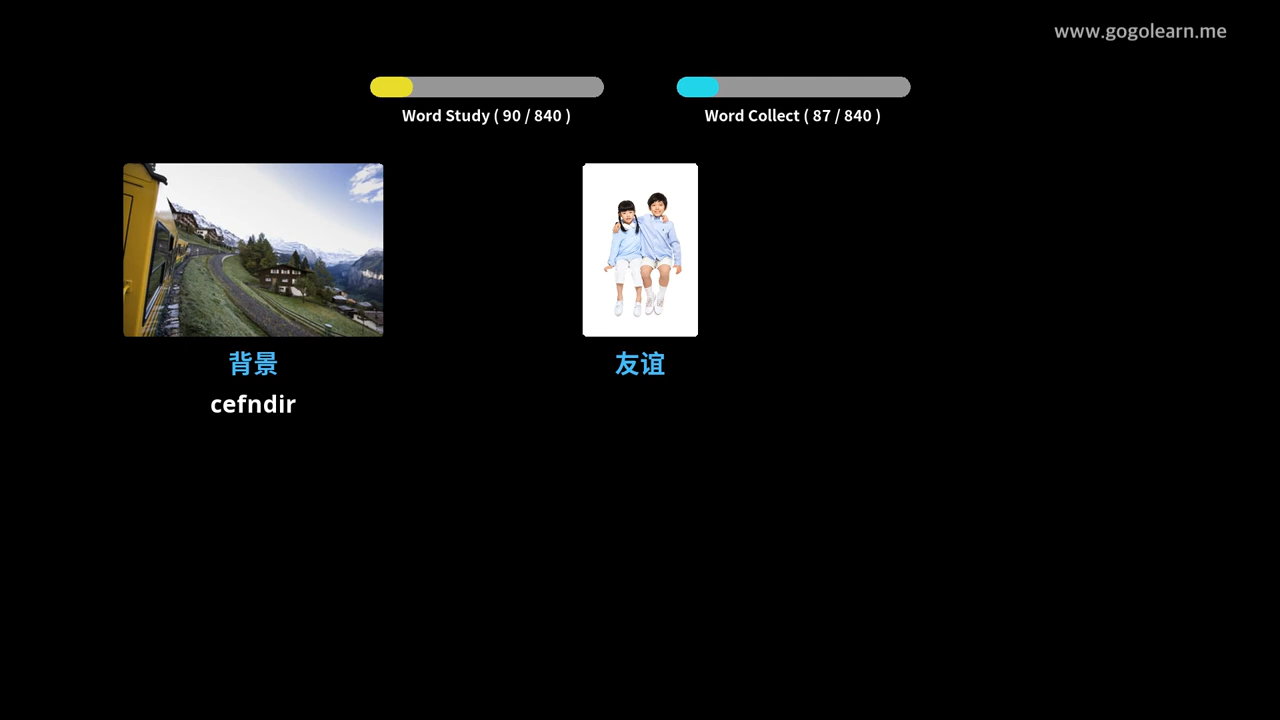 www.gogolearn.me
Word Study ( 90 / 840 )
Word Collect ( 87 / 840 )
背景
cefndir
友谊